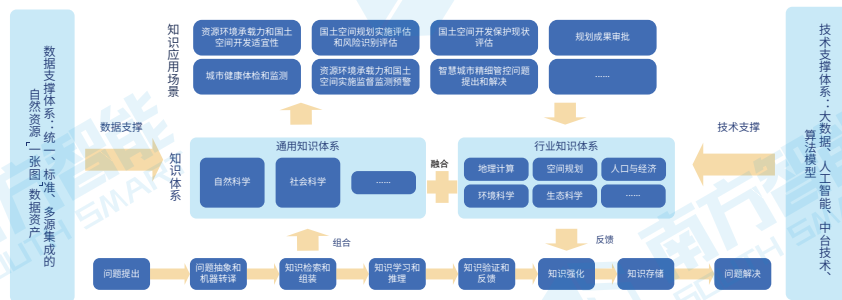 数据支撑体系：统一、标准、多源集成的
自然资源“一张图”数据资产
知识应用场景
资源环境承载力和国土
空间开发适宜性
国土空间规划实施评估
和风险识别评估
国土空间开发保护现状
评估
规划成果审批
城市健康体检和监测
资源环境承载力和国土
空间实施监督监测预警
智慧城市精细管控问题
提出和解决
......
数据支撑
技术支撑
知识体系
通用知识体系
自然科学
社会科学
......
融合
行业知识体系
地理计算
空间规划
人口与经济
环境科学
生态科学
......
组合
反馈
问题提出
问题抽象和
机器转译
知识检索和
组装
知识学习和
推理
知识验证和
反馈
知识强化
知识存储
问题解决
技术支撑体系：大数据、人工智能、中台技术、
算法模型
南方智能
SOUTH SMART
南方智能
SOUTH SMART